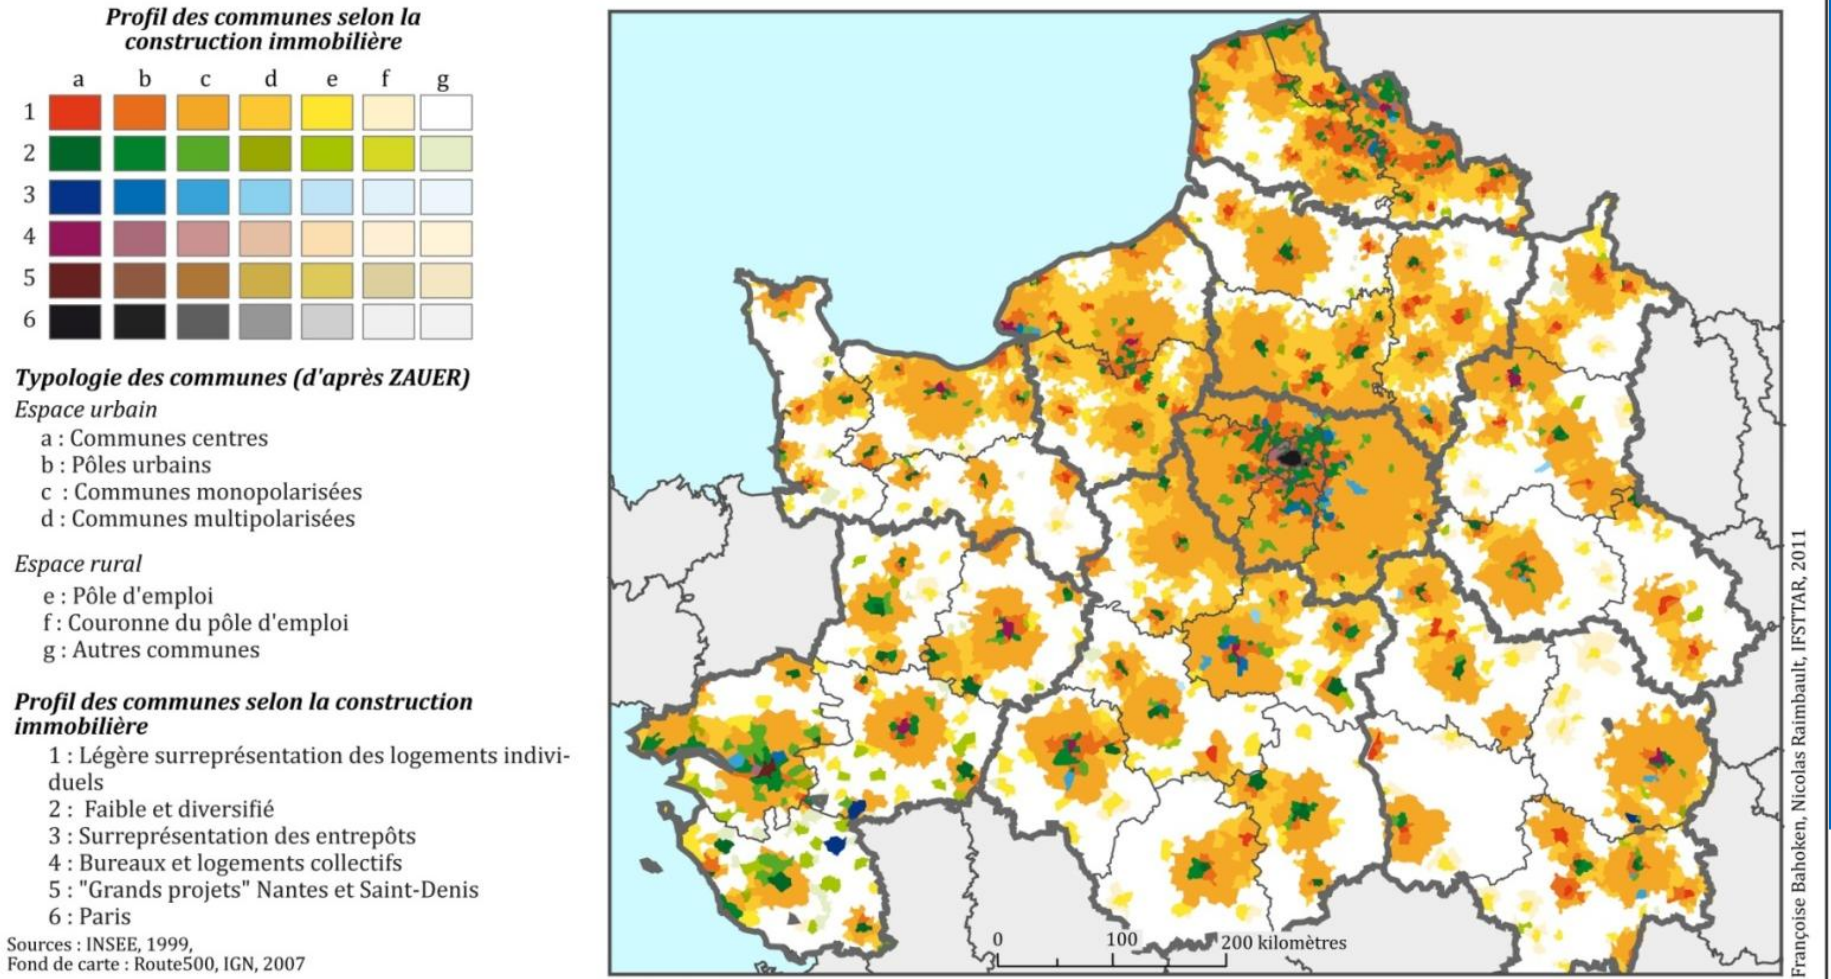 Profil des communes selon la
construction immobilière
a b c d e f g
1
2
3
4
5
6
Typologie des communes (d'après ZAUER)
Espace urbain
a : Communes centres
b : Pôles urbains
c : Communes monopolarisées
d : Communes multipolarisées
Espace rural
e : Pôle d'emploi
f : Couronne du pôle d'emploi
g : Autres communes
Profil des communes selon la construction
immobilière
1 : Légère surreprésentation des logements indivi-
duels
2 : Faible et diversifié
3 : Surreprésentation des entrepôts
4 : Bureaux et logements collectifs
5 : "Grands projets" Nantes et Saint-Denis
6 : Paris
Sources : INSEE, 1999,
Fond de carte : Route500, IGN, 2007
0 100 200 kilomètres
Françoise Bahoken, Nicolas Raimbault, IFSTTAR, 2011